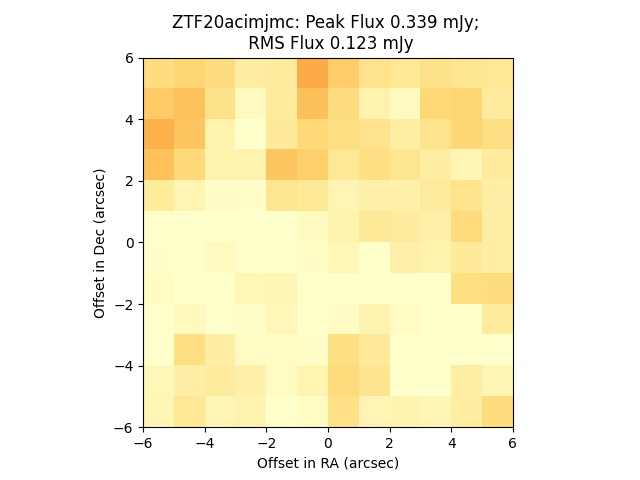 ZTF20acimjmc: Peak Flux 0.339 mJy;
RMS Flux 0.123 mJy
6
4
2
0
−2
−4
−6
Offset in Dec (arcsec)
−6 −4 −2 0 2 4 6
Offset in RA (arcsec)